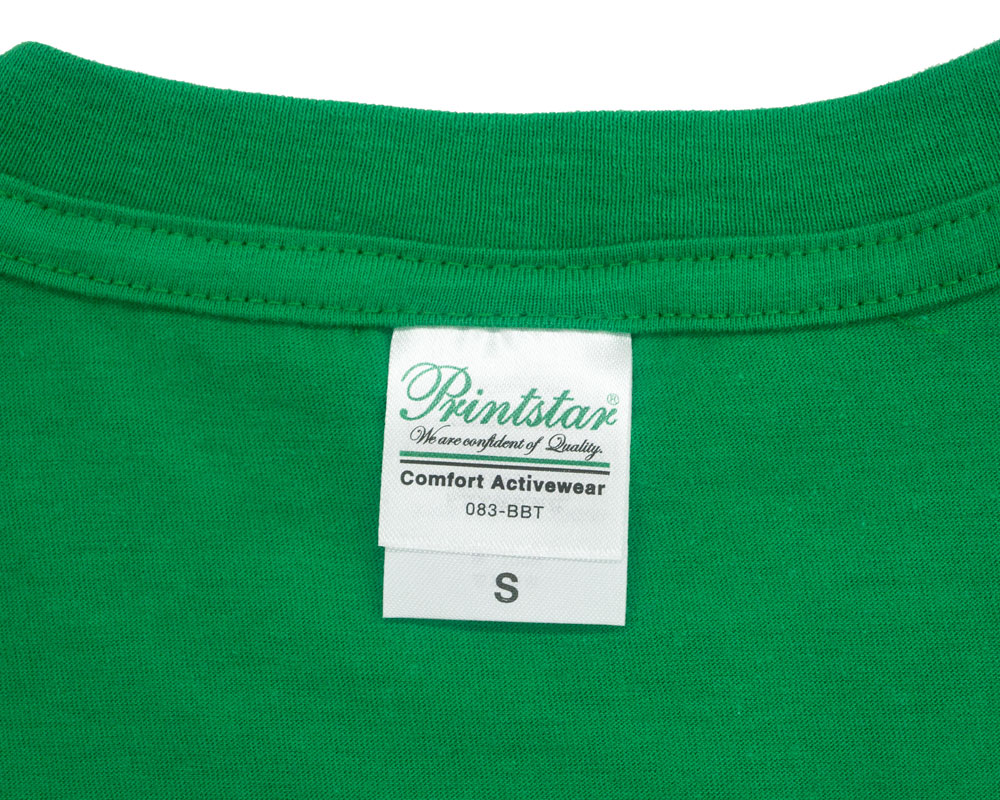 Printstar®
We are confident of Quality.
Comfort Activewear
083-BBT
S